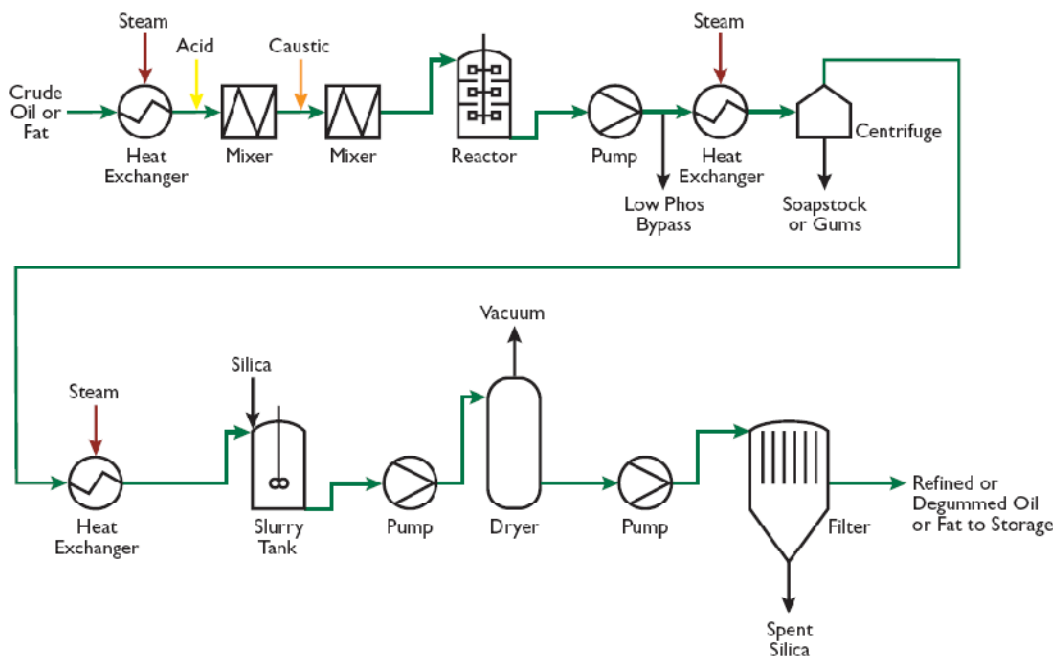 Steam
Acid
Caustic
Steam
Crude
Oil or
Fat
Heat
Exchanger
Mixer
Mixer
Reactor
Pump
Heat
Exchanger
Centrifuge
Low Phos
Bypass
Soapstock
or Gums
Vacuum
Silica
Steam
Heat
Exchanger
Slurry
Tank
Pump
Dryer
Pump
Filter
Refined or
Degummed Oil
or Fat to Storage
Spent
Silica